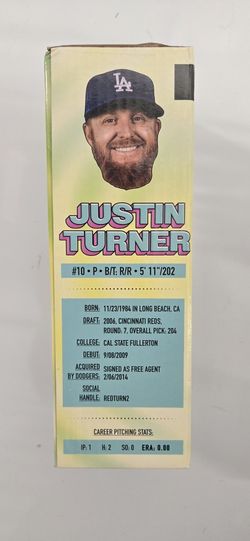 LA
JUSTIN
TURNER
#10 • P • B/T: R/R • 5' 11"/202
BORN: 11/23/1984 IN LONG BEACH, CA
DRAFT: 2006, CINCINNATI REDS,
ROUND: 7, OVERALL PICK: 204
COLLEGE: CAL STATE FULLERTON
DEBUT: 9/08/2009
ACQUIRED SIGNED AS FREE AGENT
BY DODGERS: 2/06/2014
SOCIAL
HANDLE: REDTURN2
CAREER PITCHING STATS:
IP: 1 H: 2 SO: 0 ERA: 0.00